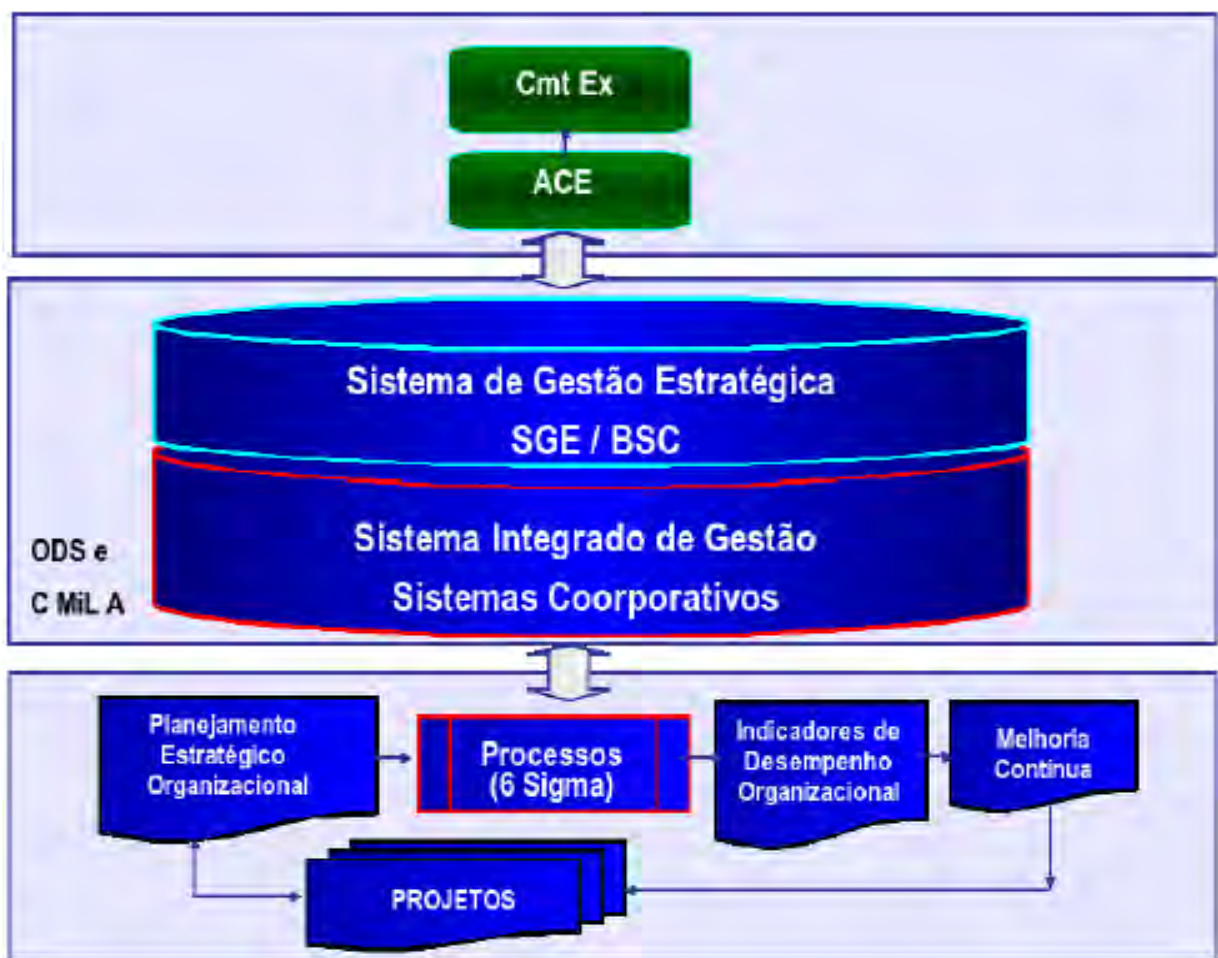 Cmt Ex
ACE
Sistema de Gestão Estratégica
SGE / BSC
ODS e
C MiL A
Sistema Integrado de Gestão
Sistemas Coorporativos
Planejamento
Estratégico
Organizacional
Processos
(6 Sigma)
Indicadores de
Desempenho
Organizacional
Melhoria
Contínua
PROJETOS